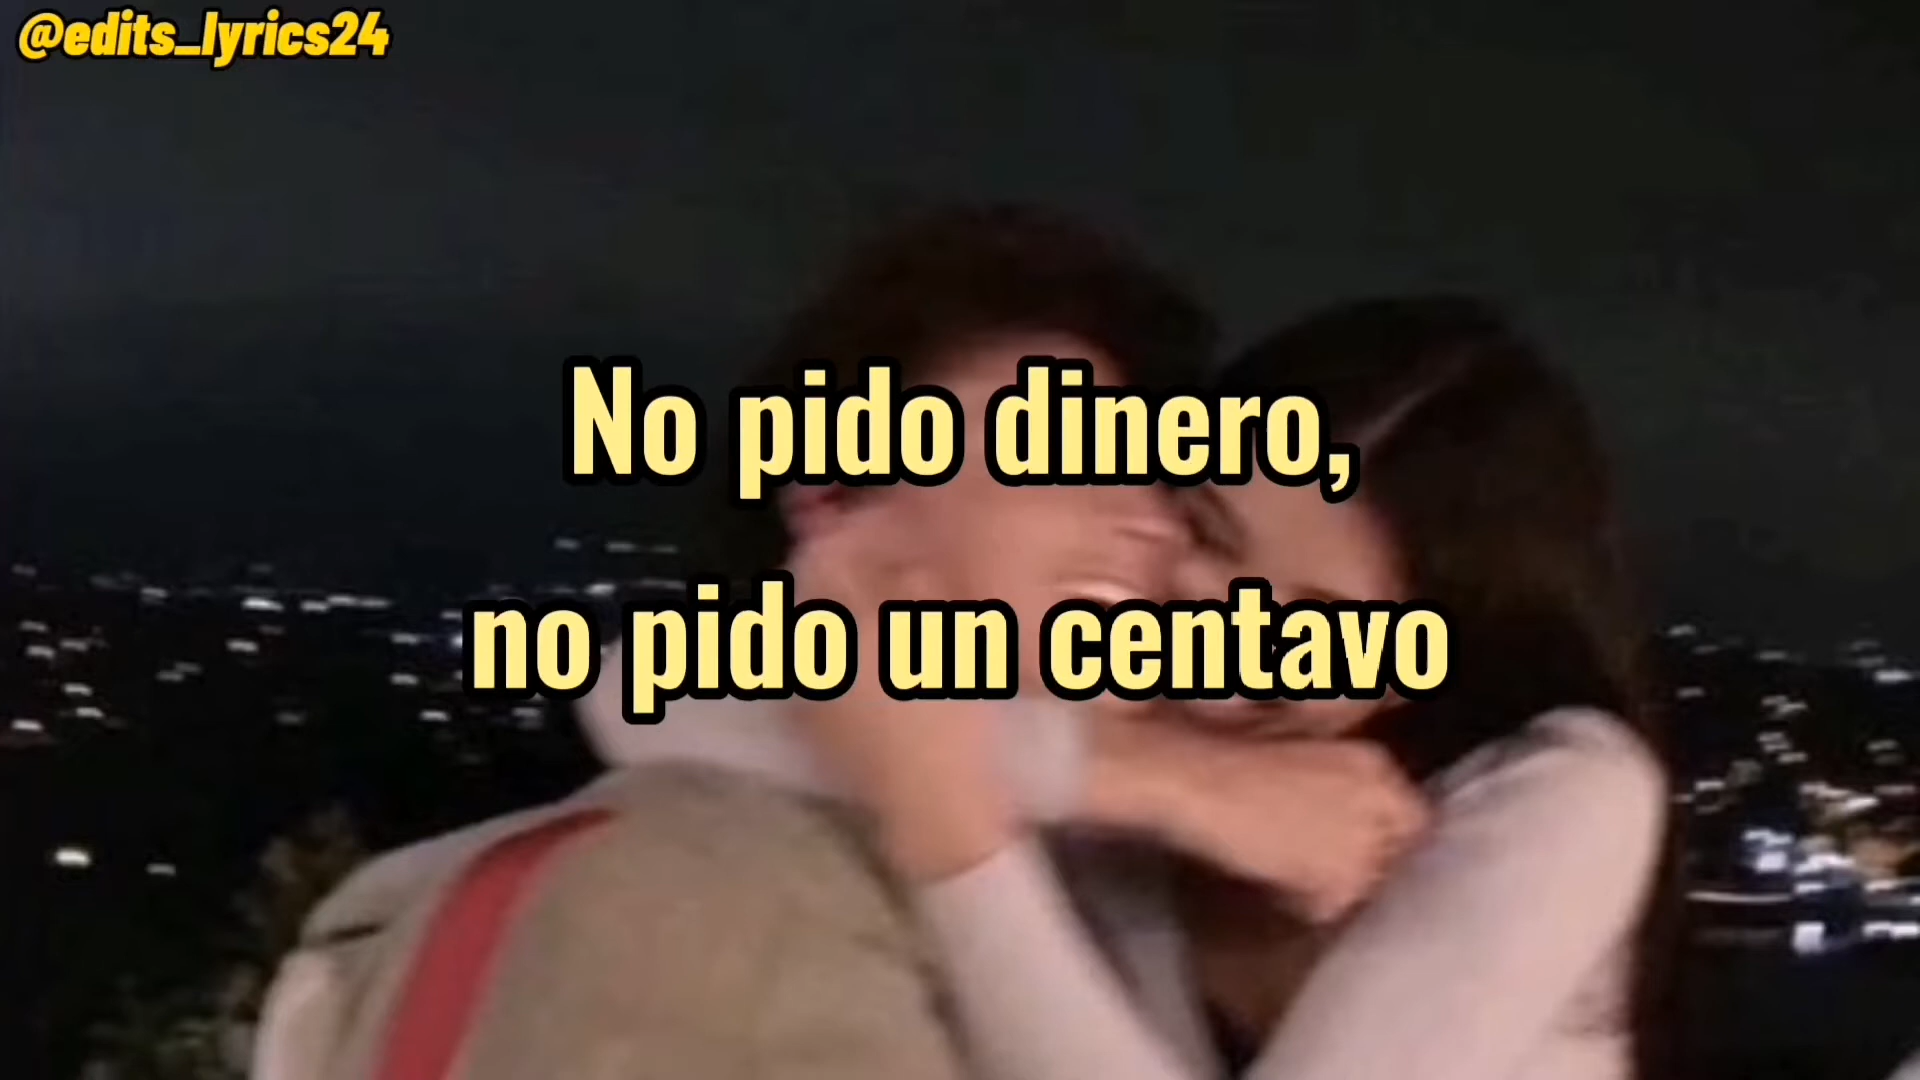 @edits_lyrics24
No pido dinero,
no pido un centavo